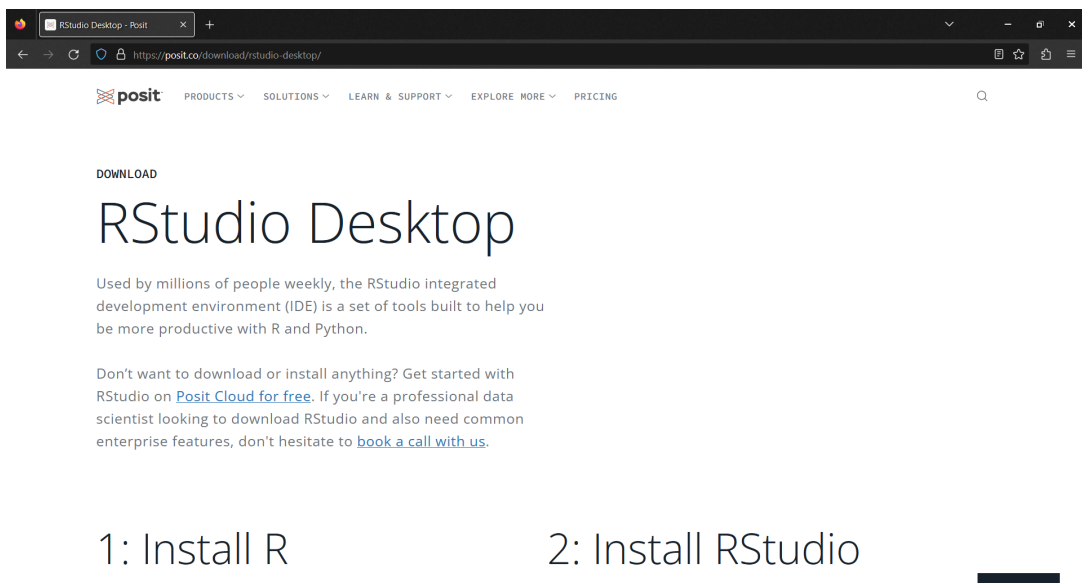 RStudio Desktop - Posit
https://posit.co/download/rstudio-desktop/
posit PRODUCTS SOLUTIONS LEARN & SUPPORT EXPLORE MORE PRICING
DOWNLOAD
RStudio Desktop
Used by millions of people weekly, the RStudio integrated
development environment (IDE) is a set of tools built to help you
be more productive with R and Python.
Don’t want to download or install anything? Get started with
RStudio on Posit Cloud for free. If you're a professional data
scientist looking to download RStudio and also need common
enterprise features, don't hesitate to book a call with us.
1: Install R
2: Install RStudio